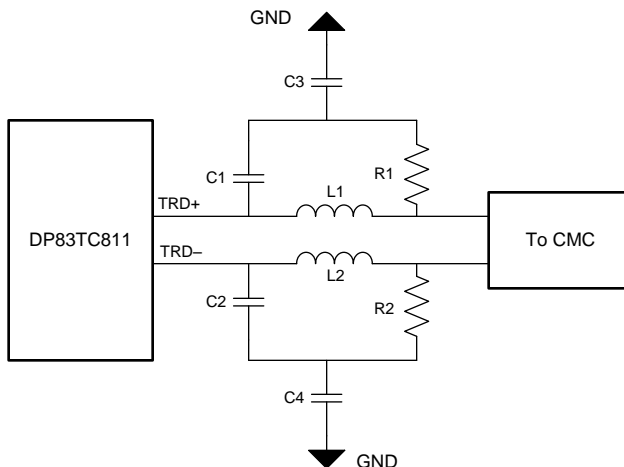 GND
C3
C1
R1
L1
TRD+
DP83TC811
To CMC
TRD–
L2
C2
R2
C4
GND